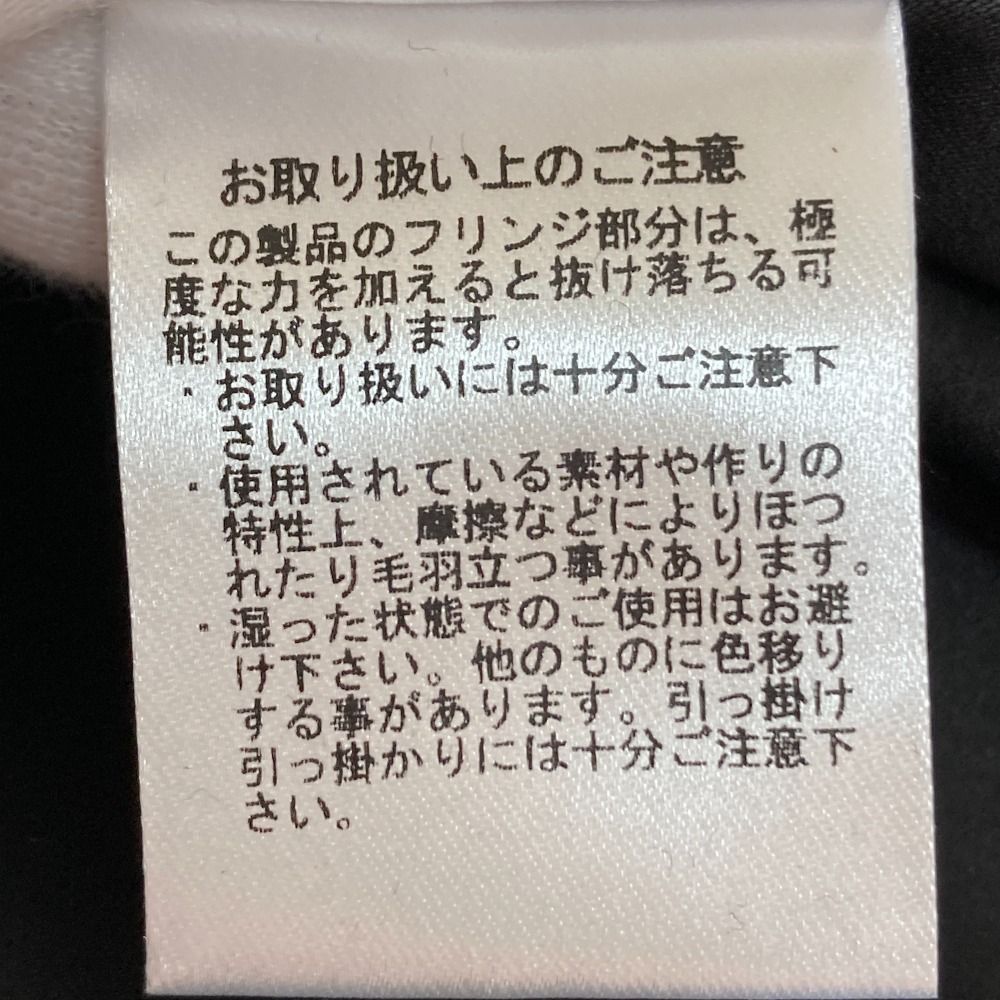 お取り扱い上のご注意
この製品のフリンジ部分は、極
度な力を加えると抜け落ちる可
能性があります。
・お取り扱いには十分ご注意下
さい。
・使用されている素材や作りの
特性上、摩擦などによりほつ
れたり毛羽立つ事があります。
・湿った状態でのご使用はお避
け下さい。他のものに色移り
する事があります。引っ掛け
引っ掛かりには十分ご注意下
さい。